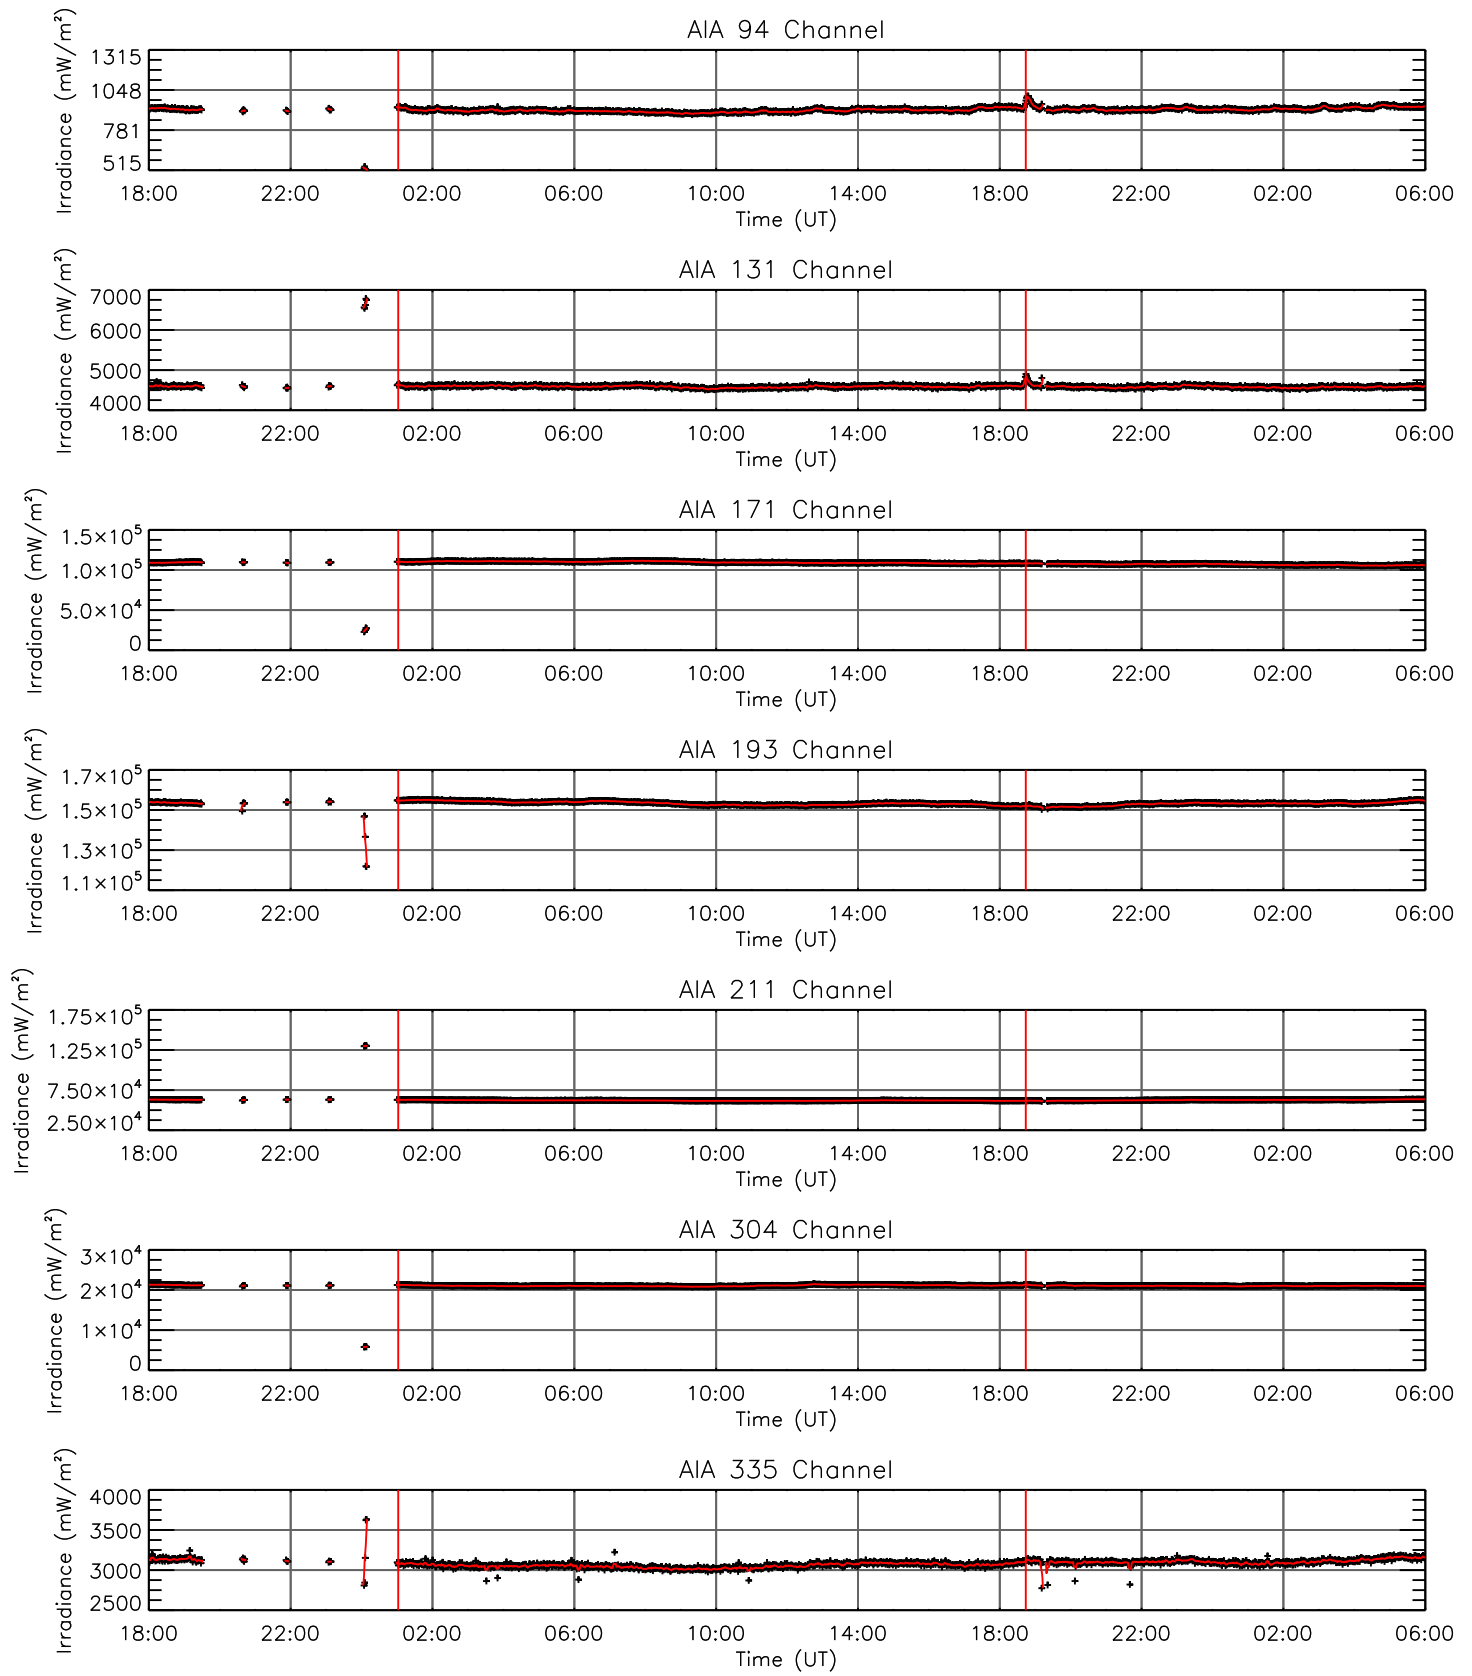 AIA 94 Channel
Irradiance (mW/m²)
1315
1048
781
515
18:00 22:00 02:00 06:00 10:00 14:00 18:00 22:00 02:00 06:00
Time (UT)
AIA 131 Channel
Irradiance (mW/m²)
7000
6000
5000
4000
18:00 22:00 02:00 06:00 10:00 14:00 18:00 22:00 02:00 06:00
Time (UT)
AIA 171 Channel
Irradiance (mW/m²)
1.5×10⁵
1.0×10⁵
5.0×10⁴
0
18:00 22:00 02:00 06:00 10:00 14:00 18:00 22:00 02:00 06:00
Time (UT)
AIA 193 Channel
Irradiance (mW/m²)
1.7×10⁵
1.5×10⁵
1.3×10⁵
1.1×10⁵
18:00 22:00 02:00 06:00 10:00 14:00 18:00 22:00 02:00 06:00
Time (UT)
AIA 211 Channel
Irradiance (mW/m²)
1.75×10⁵
1.25×10⁵
7.50×10⁴
2.50×10⁴
18:00 22:00 02:00 06:00 10:00 14:00 18:00 22:00 02:00 06:00
Time (UT)
AIA 304 Channel
Irradiance (mW/m²)
3×10⁴
2×10⁴
1×10⁴
0
18:00 22:00 02:00 06:00 10:00 14:00 18:00 22:00 02:00 06:00
Time (UT)
AIA 335 Channel
Irradiance (mW/m²)
4000
3500
3000
2500
18:00 22:00 02:00 06:00 10:00 14:00 18:00 22:00 02:00 06:00
Time (UT)